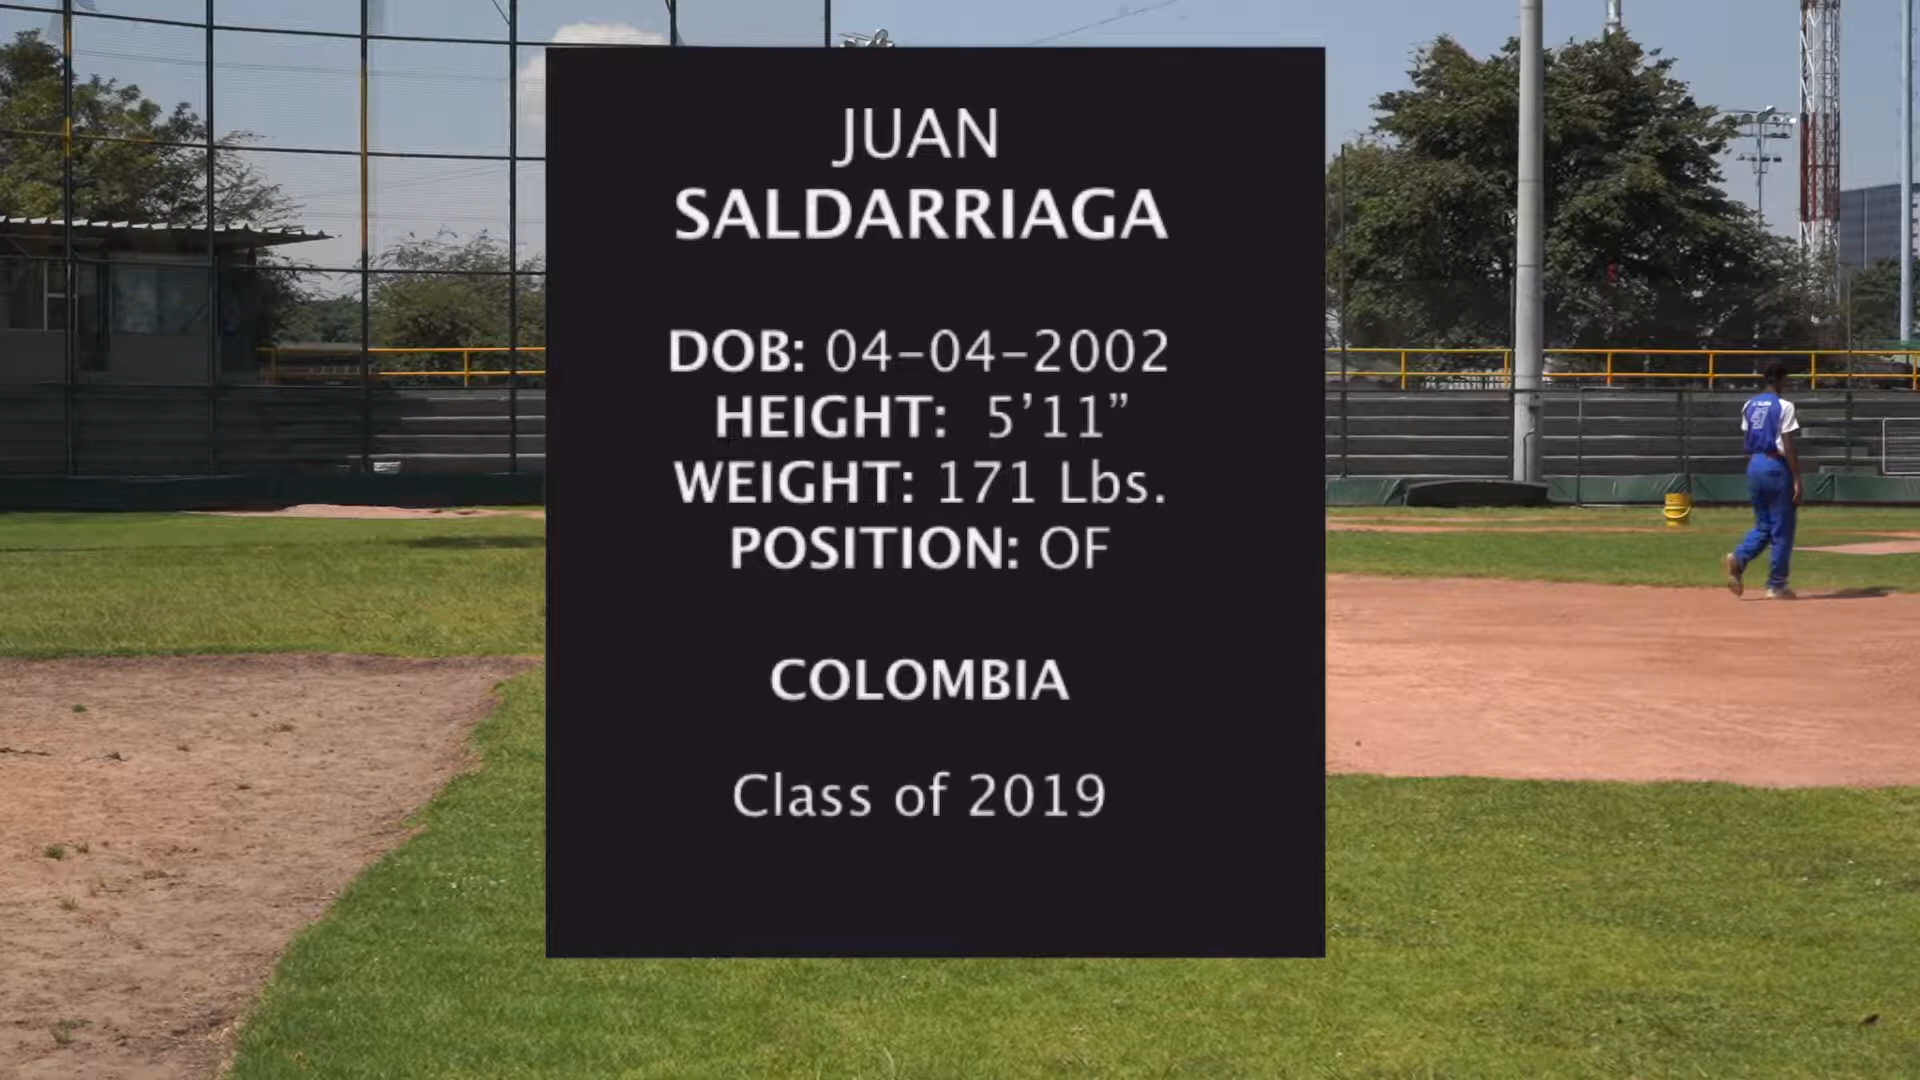 JUAN
SALDARRIAGA
DOB: 04-04-2002
HEIGHT: 5’11”
WEIGHT: 171 Lbs.
POSITION: OF
COLOMBIA
Class of 2019